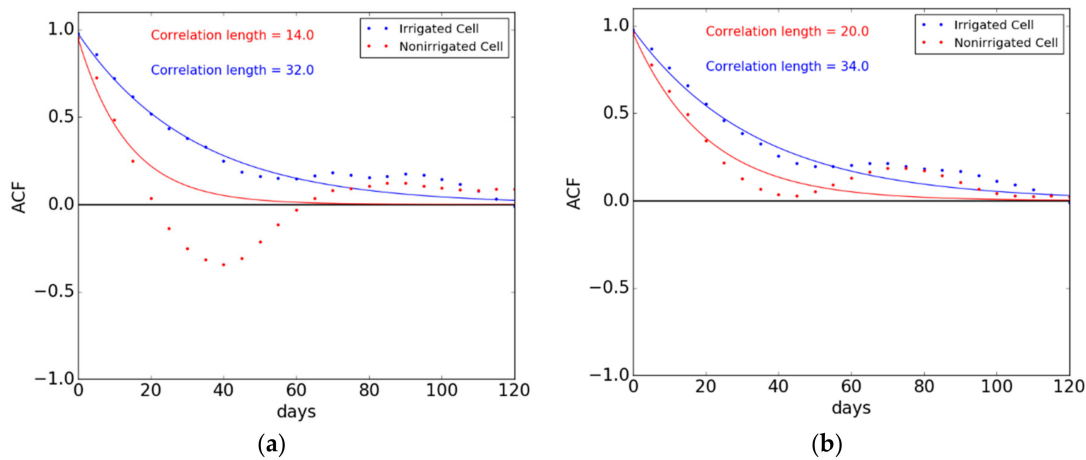 Correlation length = 14.0
Correlation length = 32.0
Irrigated Cell
Nonirrigated Cell
ACF
1.0
0.5
0.0
−0.5
−1.0
0 20 40 60 80 100 120
days
(a)
Correlation length = 20.0
Correlation length = 34.0
Irrigated Cell
Nonirrigated Cell
ACF
1.0
0.5
0.0
−0.5
−1.0
0 20 40 60 80 100 120
days
(b)